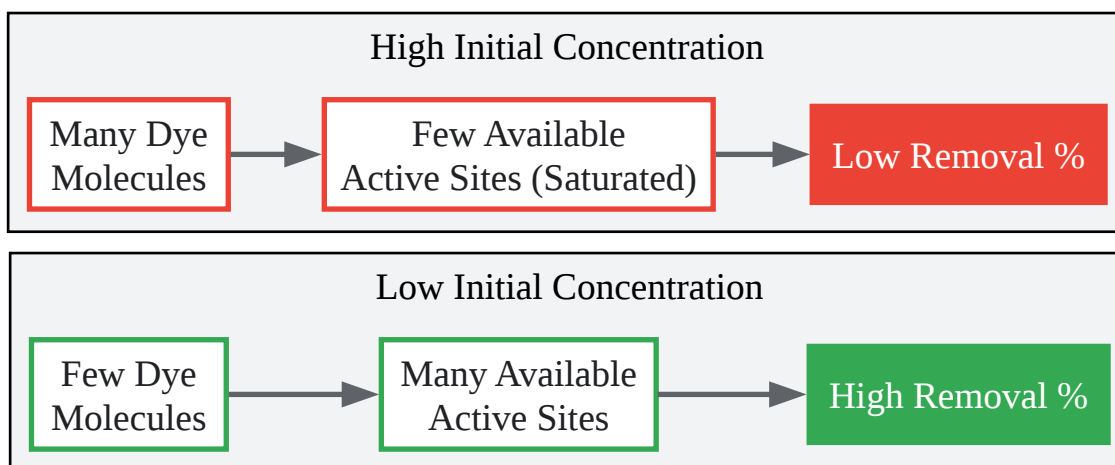 High Initial Concentration
Many Dye
Molecules
Few Available
Active Sites (Saturated)
Low Removal %
Low Initial Concentration
Few Dye
Molecules
Many Available
Active Sites
High Removal %